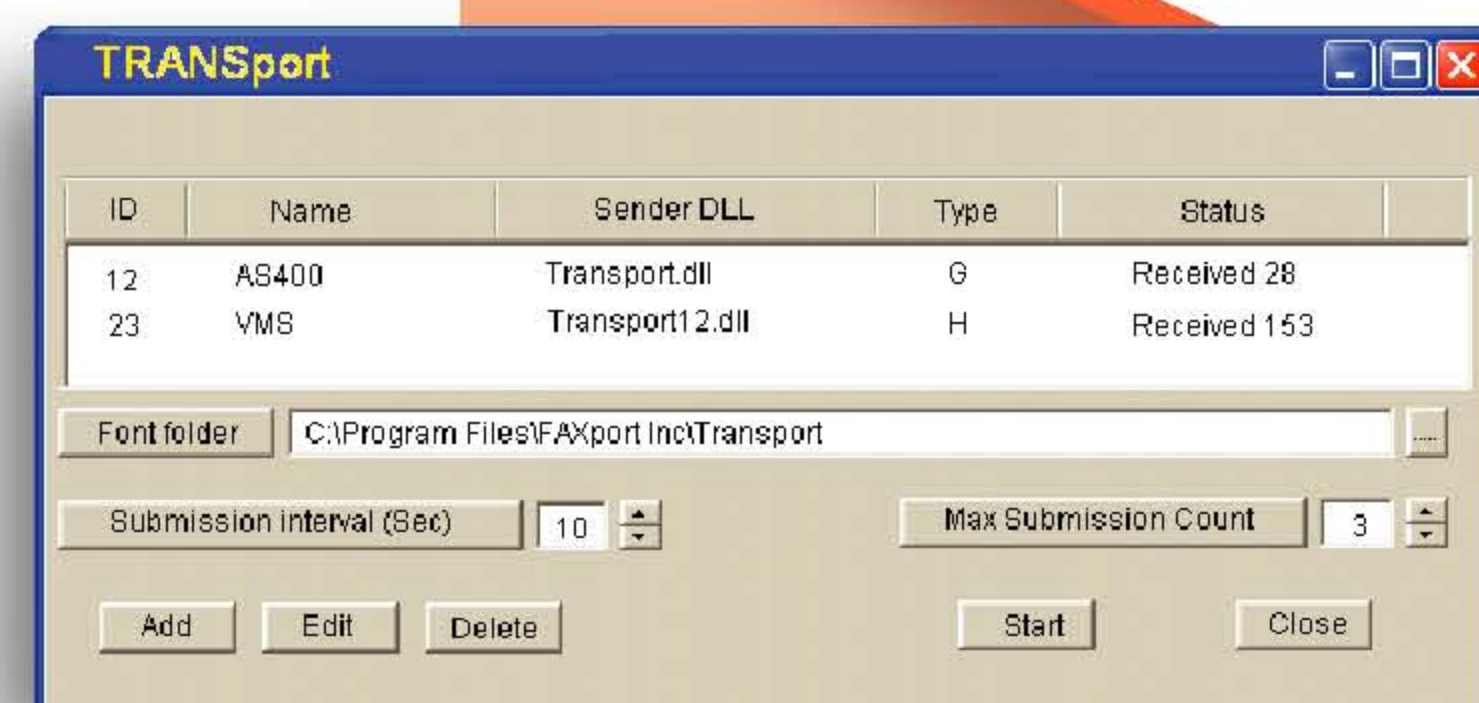 TRANSport
ID Name Sender DLL Type Status
12 AS400 Transport.dll G Received 28
23 VMS Transport12.dll H Received 153
Font folder C:\Program Files\FAXport Inc\Transport .....
Submission interval (Sec) 10 Max Submission Count 3
Add Edit Delete Start Close